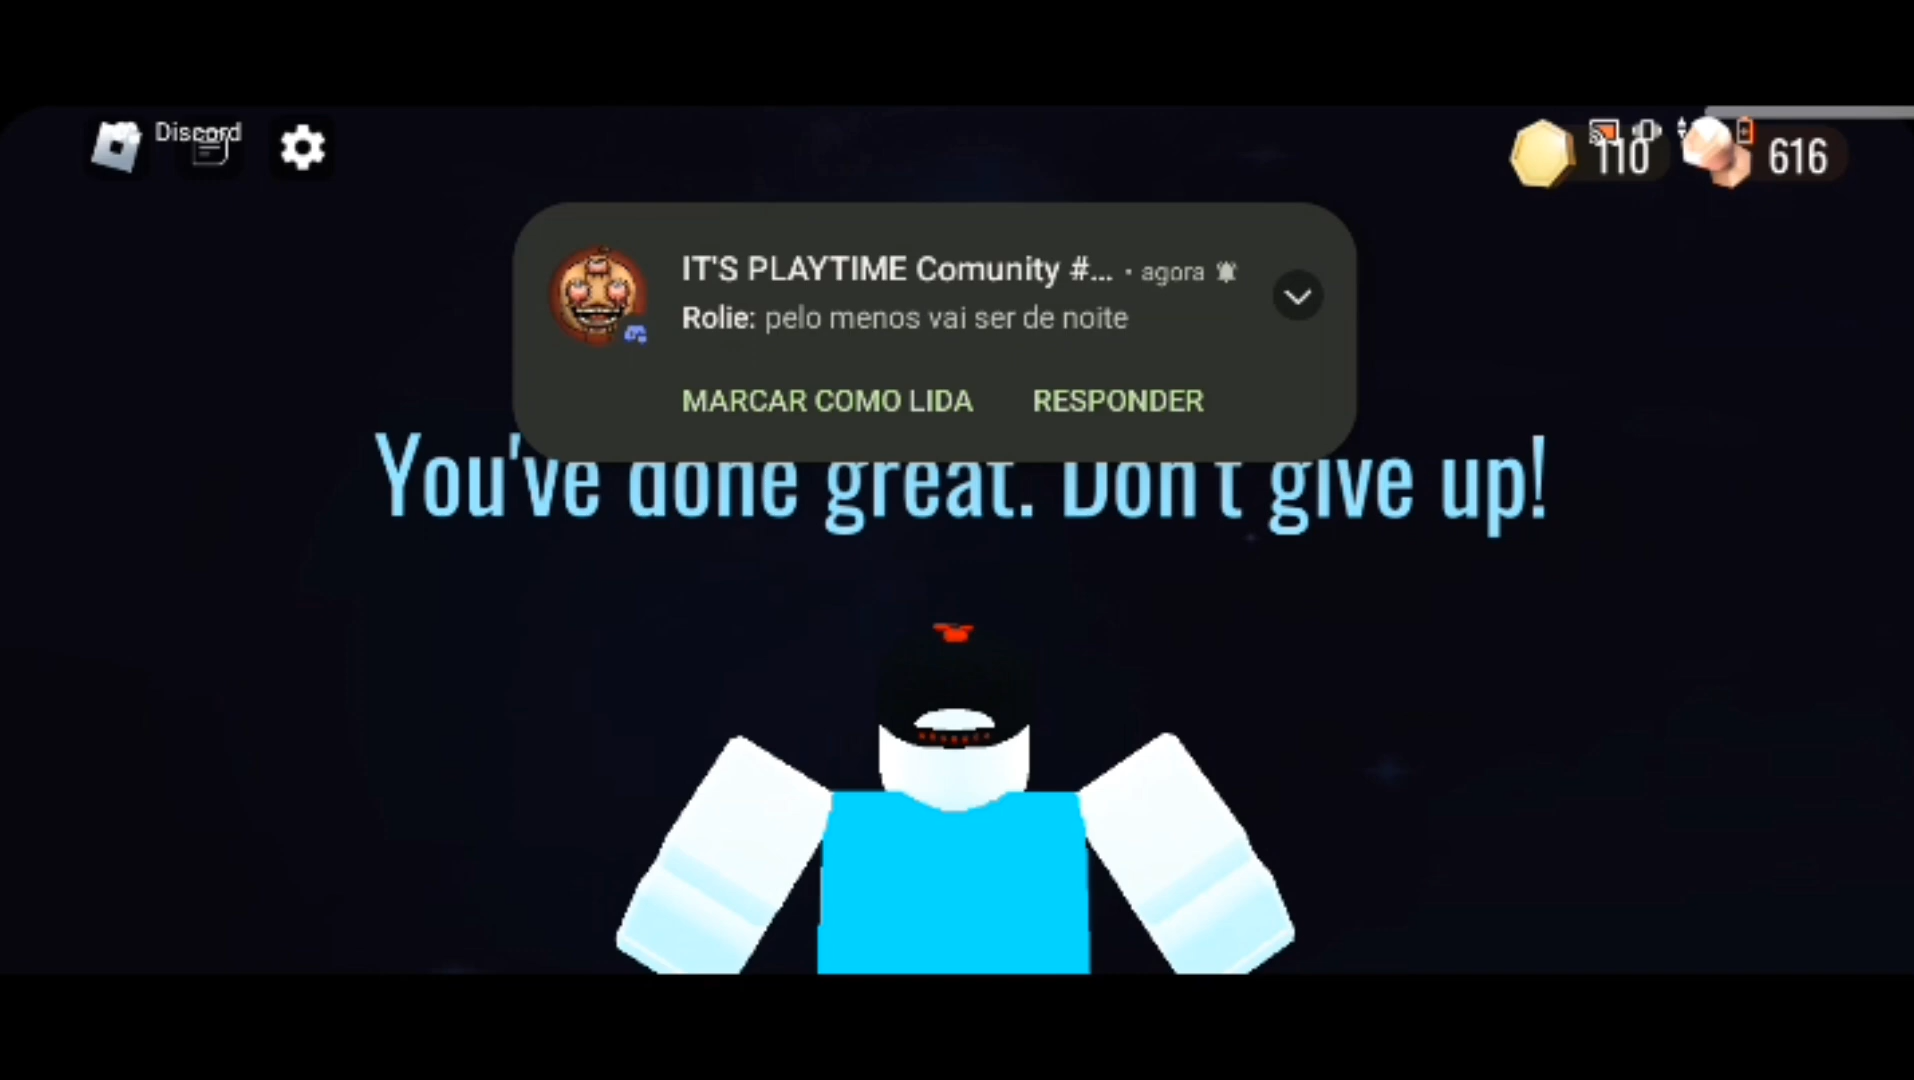 Discord
110
616
IT'S PLAYTIME Comunity #... • agora
Rolie: pelo menos vai ser de noite
MARCAR COMO LIDA RESPONDER
You've done great. Don't give up!